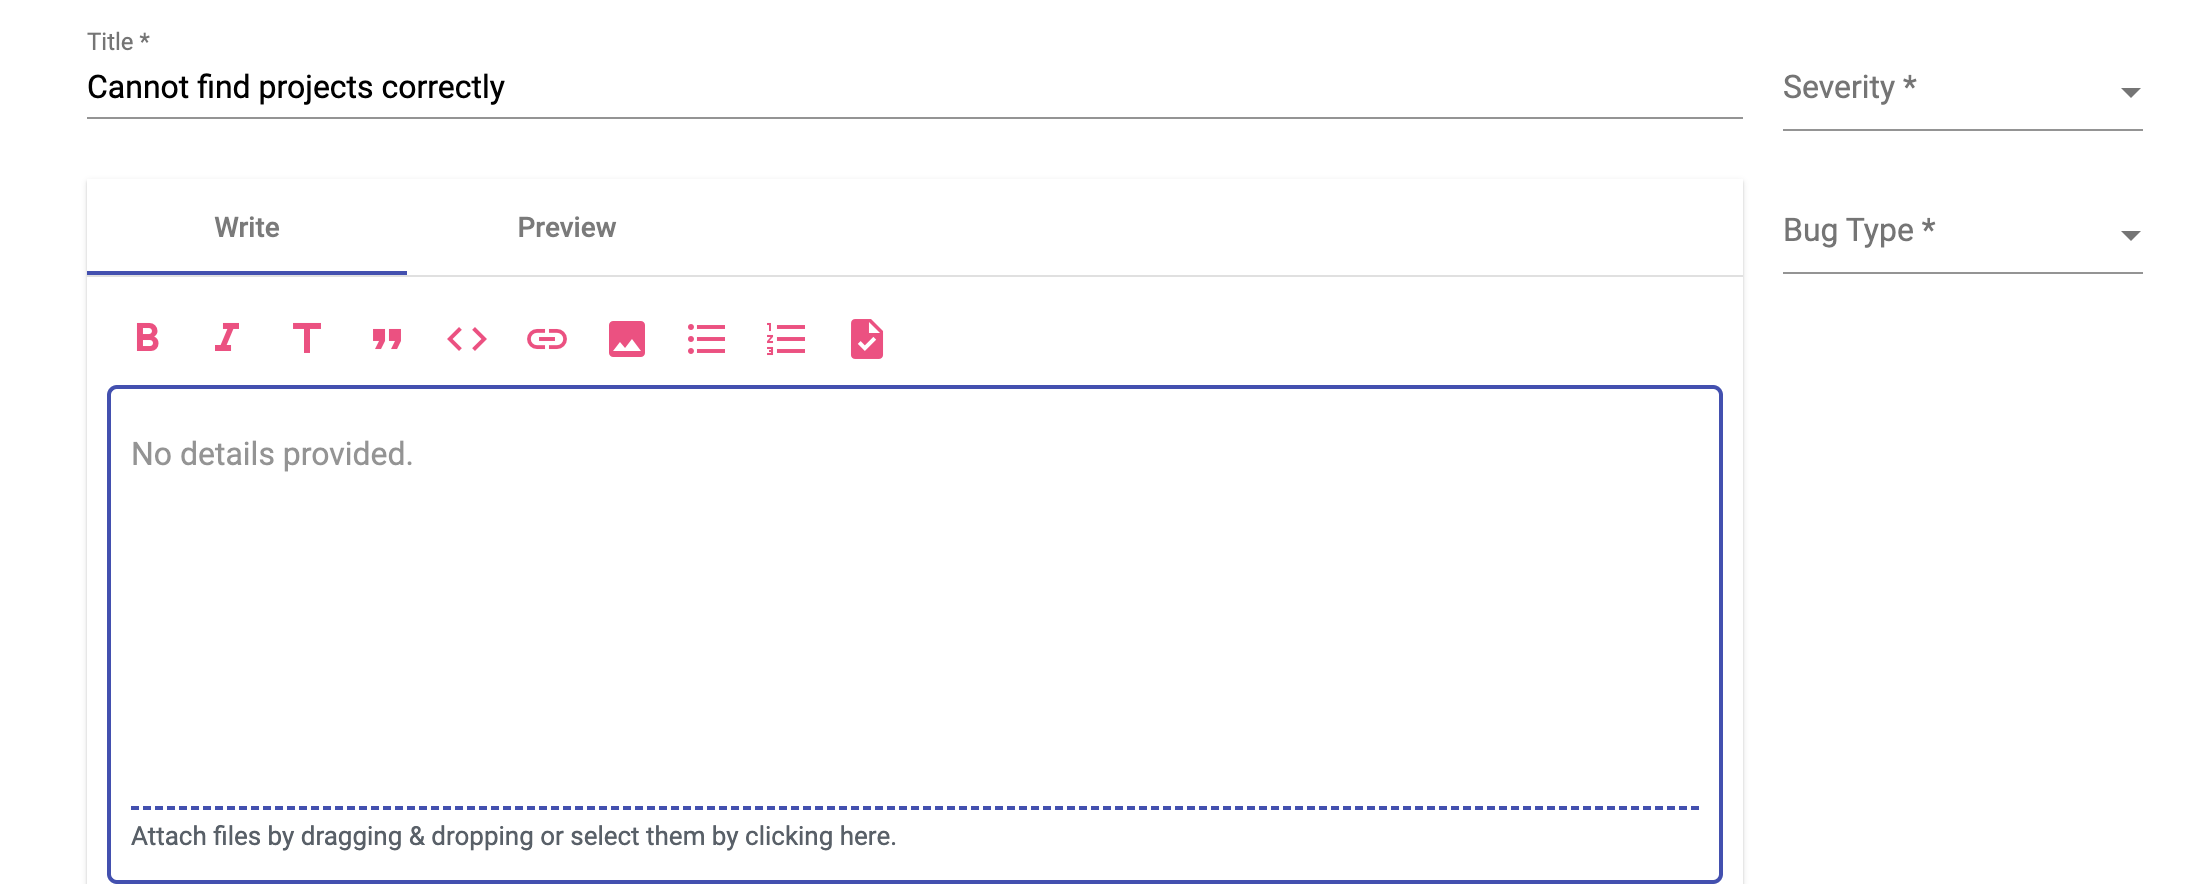 Title *
Cannot find projects correctly
Severity *
Write
Preview
Bug Type *
No details provided.
Attach files by dragging & dropping or select them by clicking here.